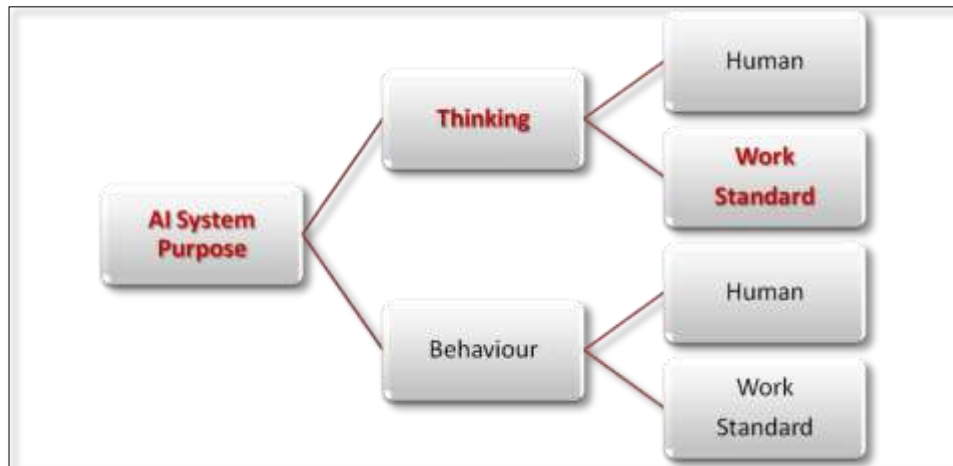 AI System
Purpose
Thinking
Human
Work
Standard
Behaviour
Human
Work
Standard